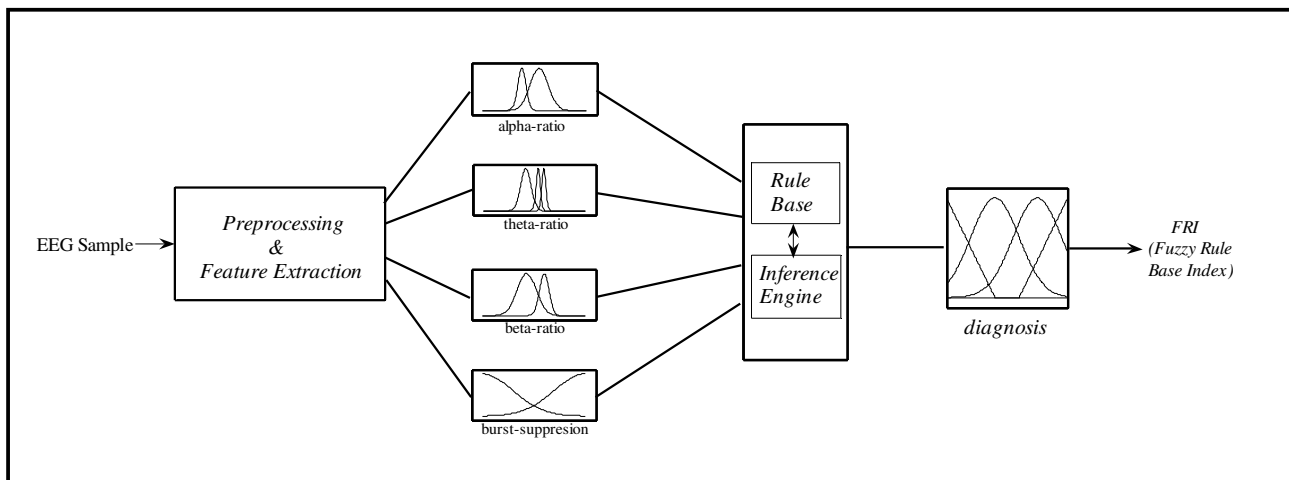 alpha-ratio
theta-ratio
beta-ratio
burst-suppresion
EEG Sample
Preprocessing
&
Feature Extraction
Rule
Base
Inference
Engine
diagnosis
FRI
(Fuzzy Rule
Base Index)